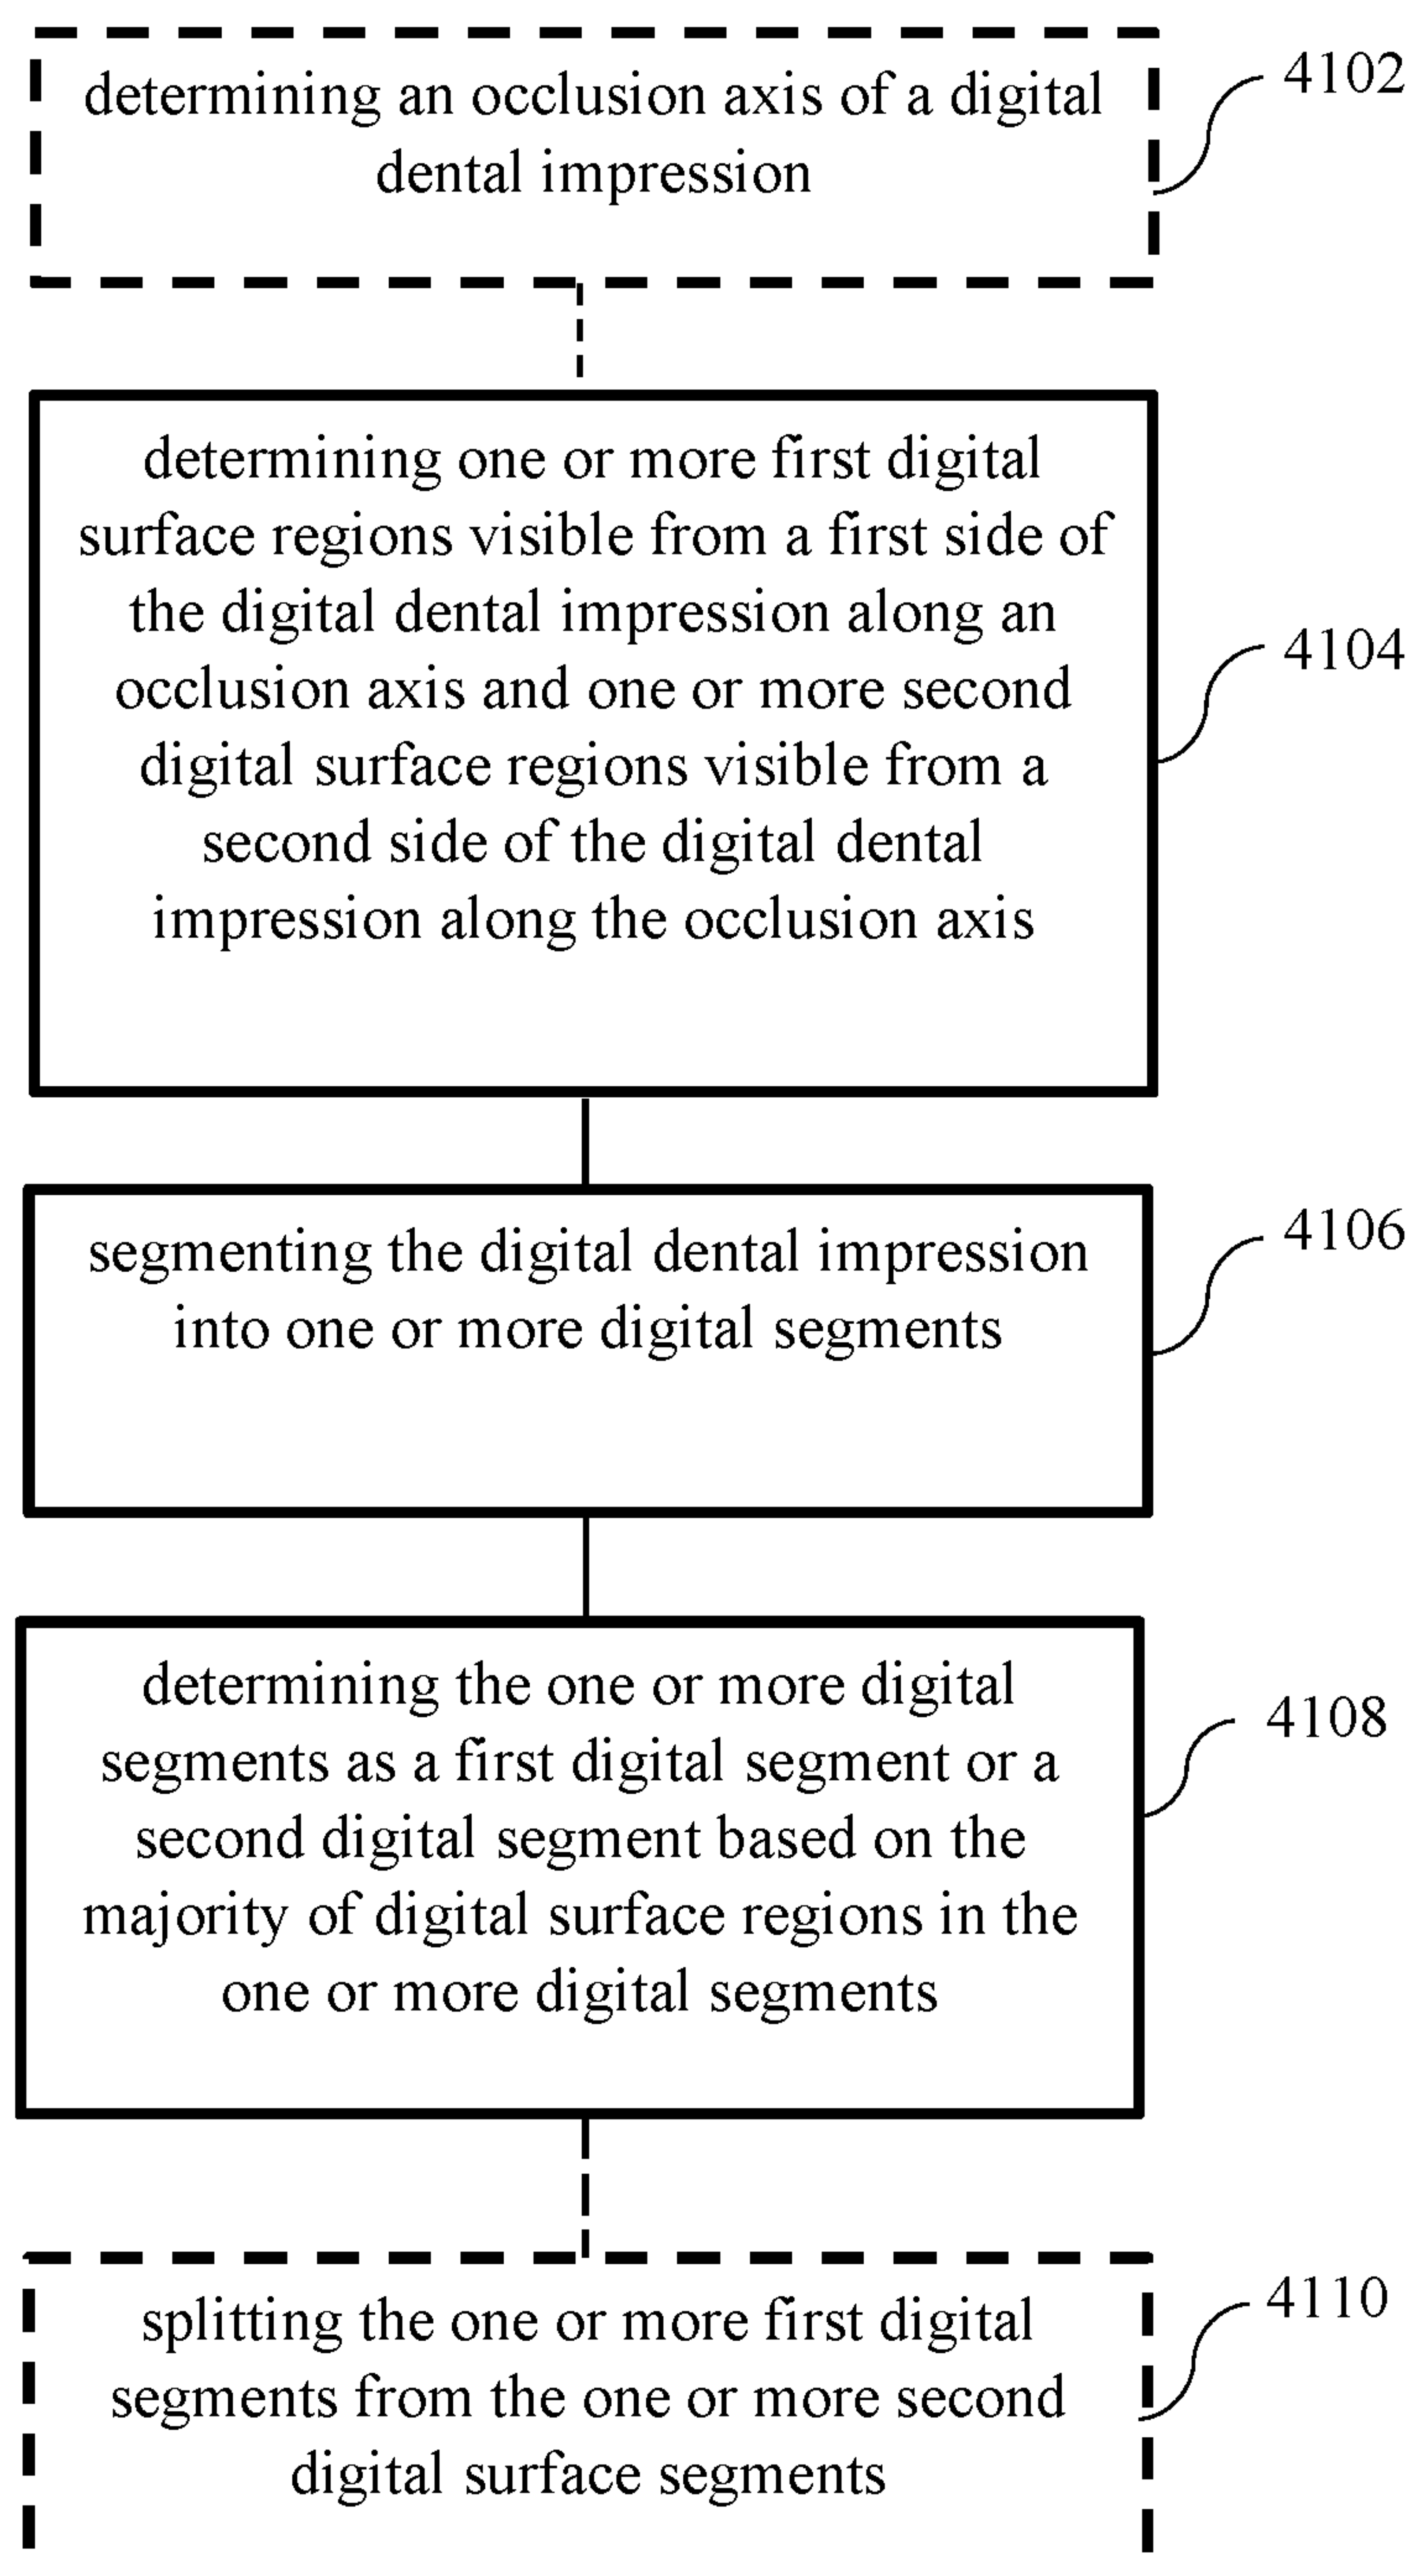 determining an occlusion axis of a digital
dental impression
4102
determining one or more first digital
surface regions visible from a first side of
the digital dental impression along an
occlusion axis and one or more second
digital surface regions visible from a
second side of the digital dental
impression along the occlusion axis
4104
segmenting the digital dental impression
into one or more digital segments
4106
determining the one or more digital
segments as a first digital segment or a
second digital segment based on the
majority of digital surface regions in the
one or more digital segments
4108
splitting the one or more first digital
segments from the one or more second
digital surface segments
4110